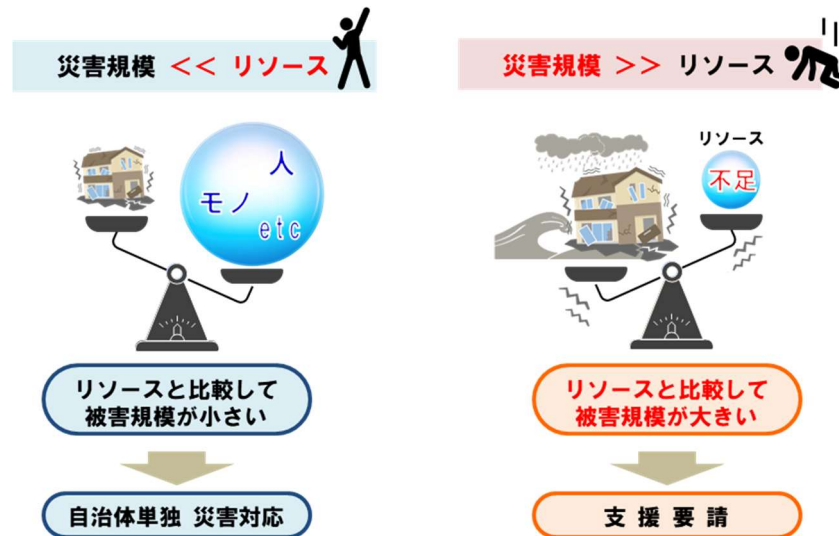 災害規模 << リソース
人
モノ
etc
リソースと比較して
被害規模が小さい
自治体単独 災害対応
災害規模 >> リソース
リソース
不足
リソースと比較して
被害規模が大きい
支援要請